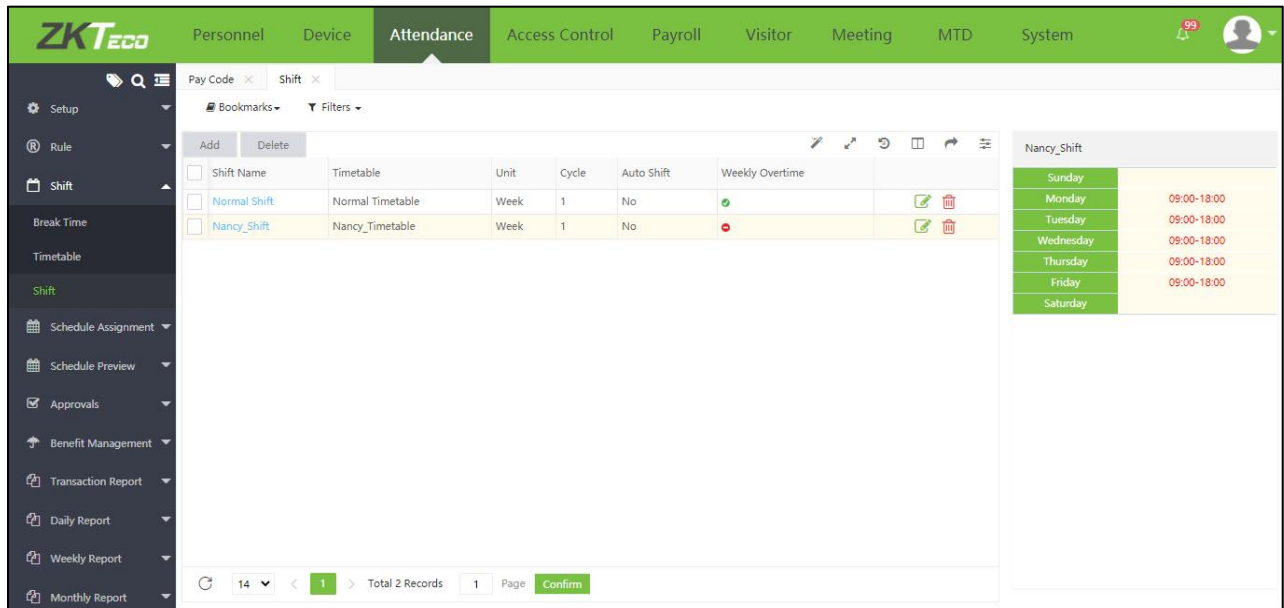 ZKTeco Personnel Device Attendance Access Control Payroll Visitor Meeting MTD System 99
Pay Code Shift
Bookmarks Filters
Setup
Rule
Shift
Break Time
Timetable
Shift
Schedule Assignment
Schedule Preview
Approvals
Benefit Management
Transaction Report
Daily Report
Weekly Report
Monthly Report
Add Delete
Shift Name Timetable Unit Cycle Auto Shift Weekly Overtime
Normal Shift Normal Timetable Week 1 No
Nancy_Shift Nancy_Timetable Week 1 No
14 < 1 > Total 2 Records 1 Page Confirm
Nancy_Shift
Sunday
Monday 09:00-18:00
Tuesday 09:00-18:00
Wednesday 09:00-18:00
Thursday 09:00-18:00
Friday 09:00-18:00
Saturday